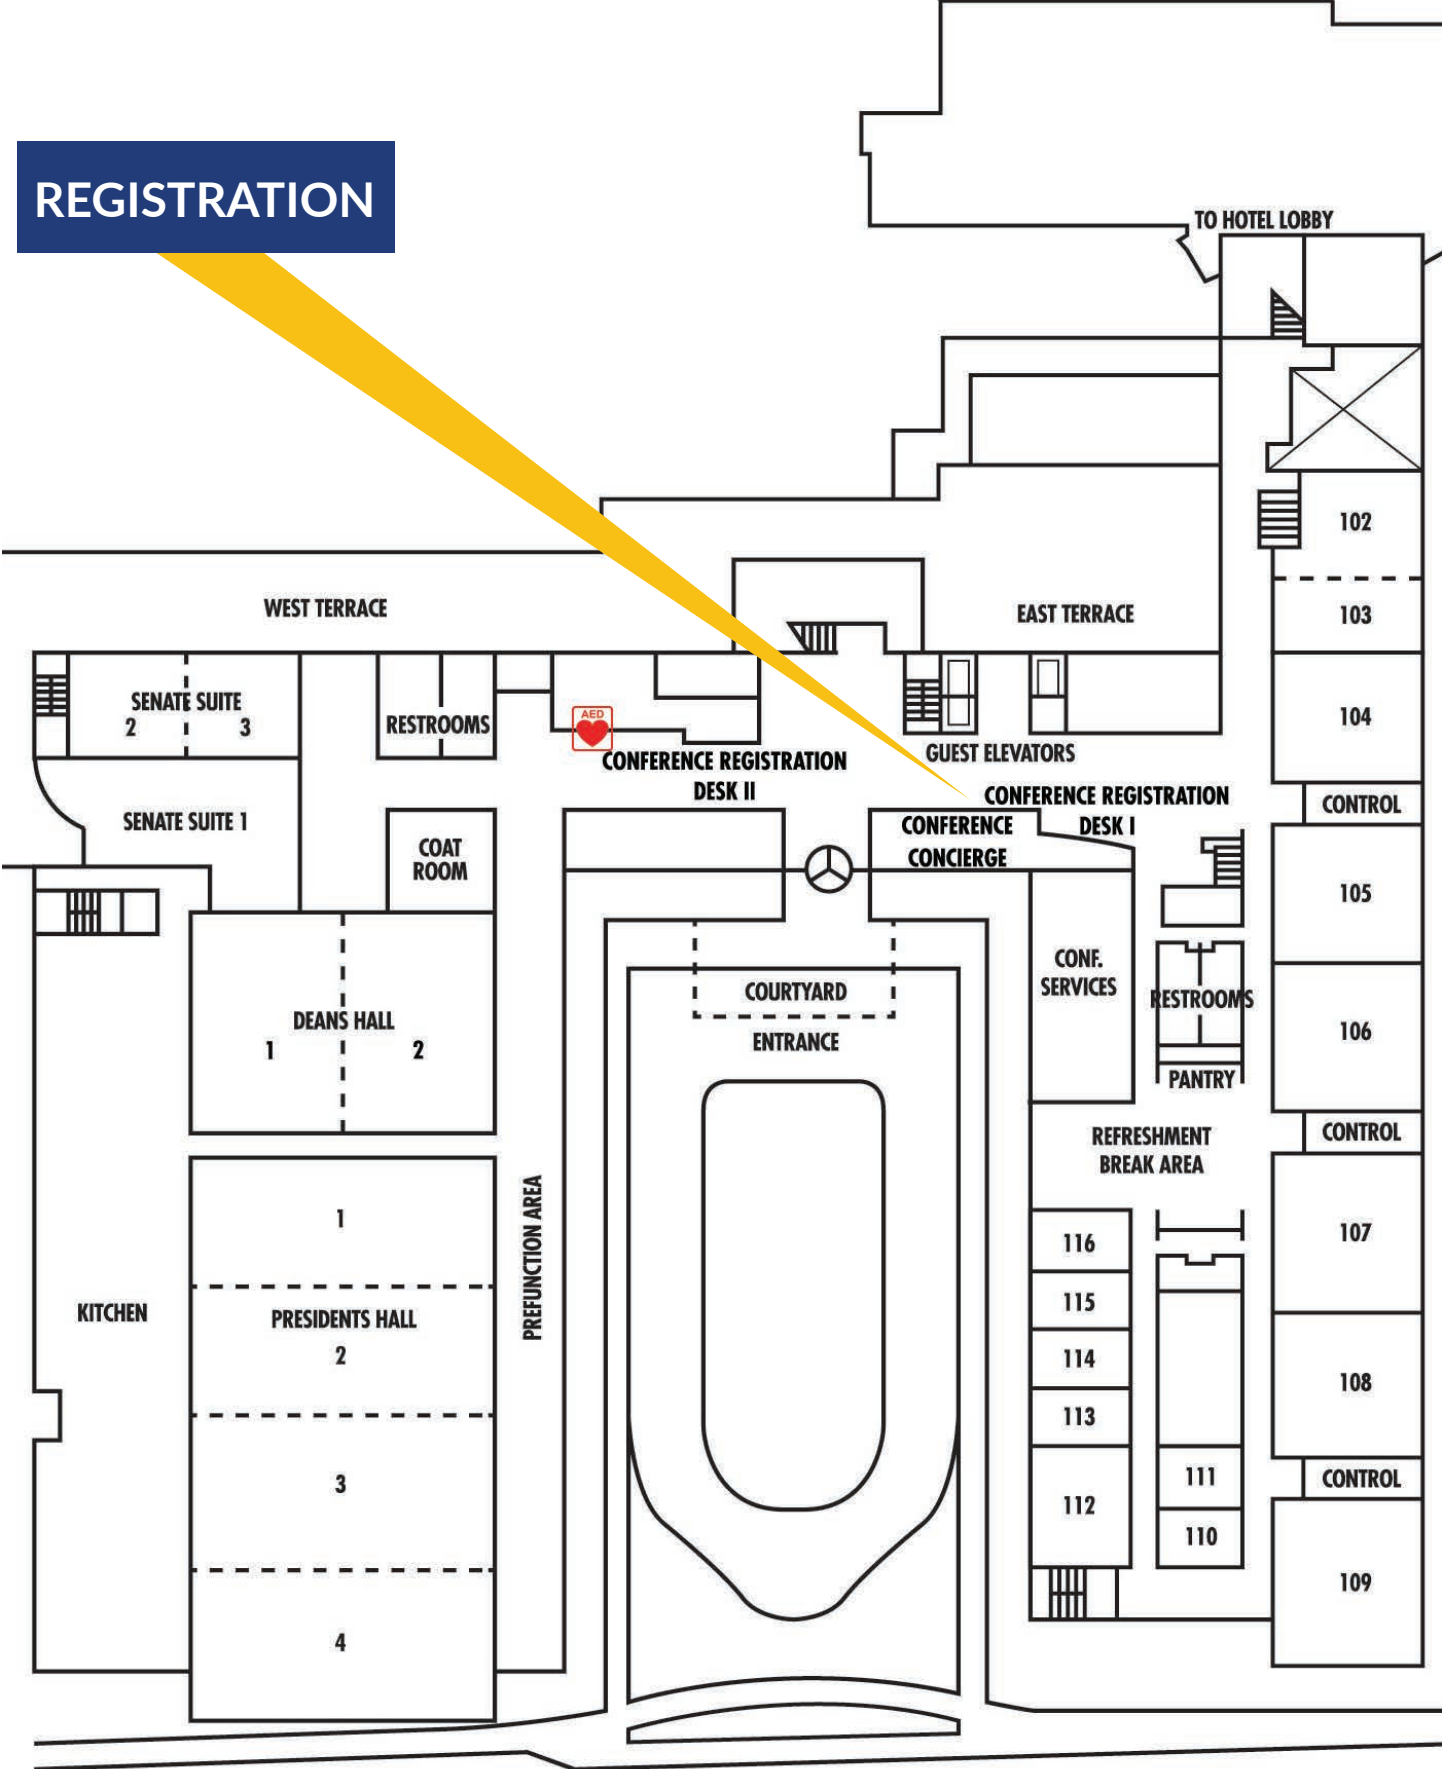 REGISTRATION
TO HOTEL LOBBY
102
103
WEST TERRACE
EAST TERRACE
SENATE SUITE
2
3
RESTROOMS
AED
104
GUEST ELEVATORS
CONFERENCE REGISTRATION
DESK II
CONFERENCE REGISTRATION
DESK I
CONTROL
SENATE SUITE 1
CONFERENCE
CONCIERGE
COAT
ROOM
105
CONF.
SERVICES
COURTYARD
RESTROOMS
DEANS HALL
1
2
ENTRANCE
106
PANTRY
REFRESHMENT
BREAK AREA
CONTROL
1
PREFUNCTION AREA
116
107
KITCHEN
PRESIDENTS HALL
2
115
114
108
113
3
111
CONTROL
112
110
109
4